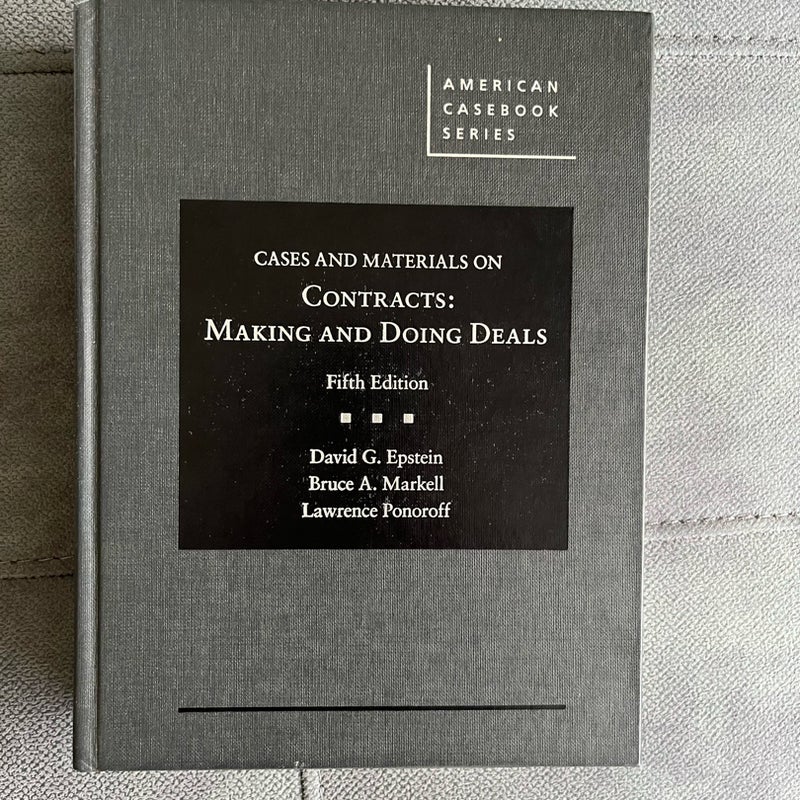 AMERICAN
CASEBOOK
SERIES
CASES AND MATERIALS ON
CONTRACTS:
MAKING AND DOING DEALS
Fifth Edition
David G. Epstein
Bruce A. Markell
Lawrence Ponoroff